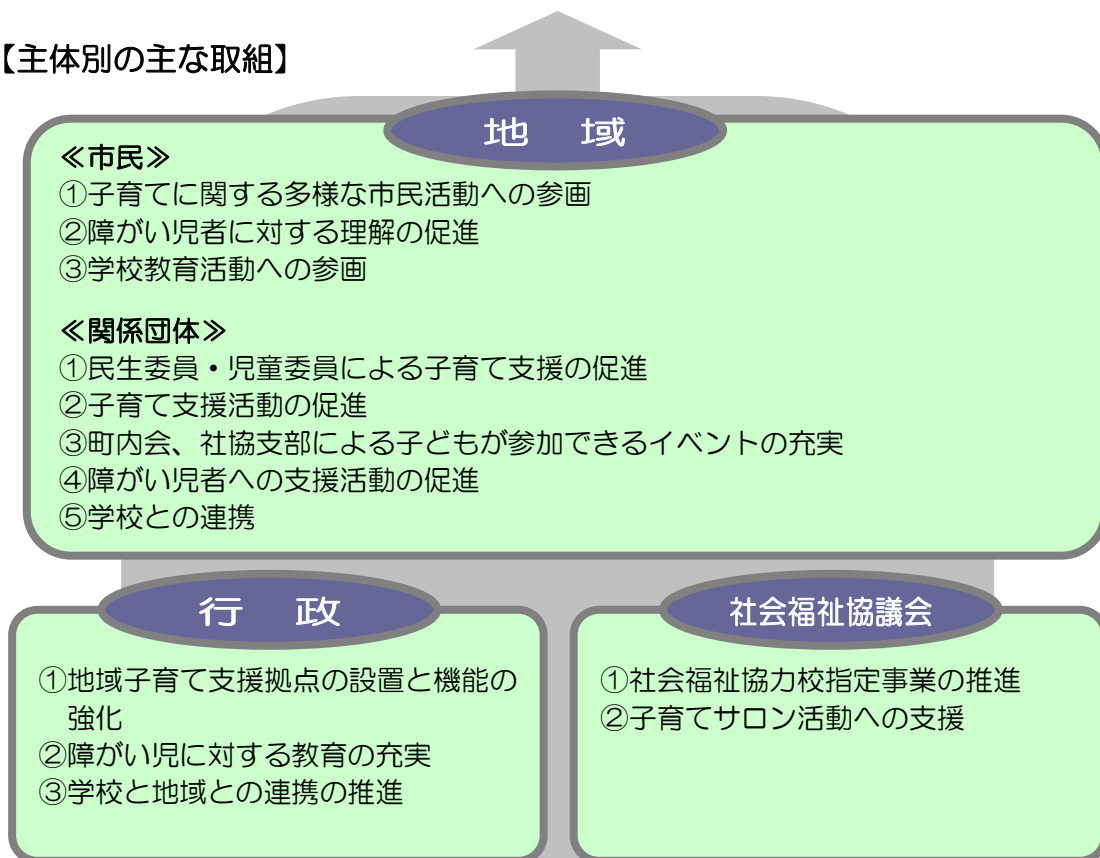 【主体別の主な取組】
地　域
≪市民≫
①子育てに関する多様な市民活動への参画
②障がい児者に対する理解の促進
③学校教育活動への参画
≪関係団体≫
①民生委員・児童委員による子育て支援の促進
②子育て支援活動の促進
③町内会、社協支部による子どもが参加できるイベントの充実
④障がい児者への支援活動の促進
⑤学校との連携
行　政
①地域子育て支援拠点の設置と機能の
強化
②障がい児に対する教育の充実
③学校と地域との連携の推進
社会福祉協議会
①社会福祉協力校指定事業の推進
②子育てサロン活動への支援